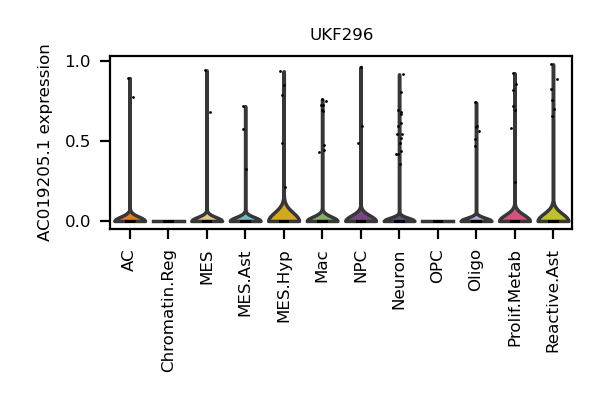 UKF296
AC019205.1 expression
1.0
0.5
0.0
AC
Chromatin.Reg
MES
MES.Ast
MES.Hyp
Mac
NPC
Neuron
OPC
Oligo
Prolif.Metab
Reactive.Ast